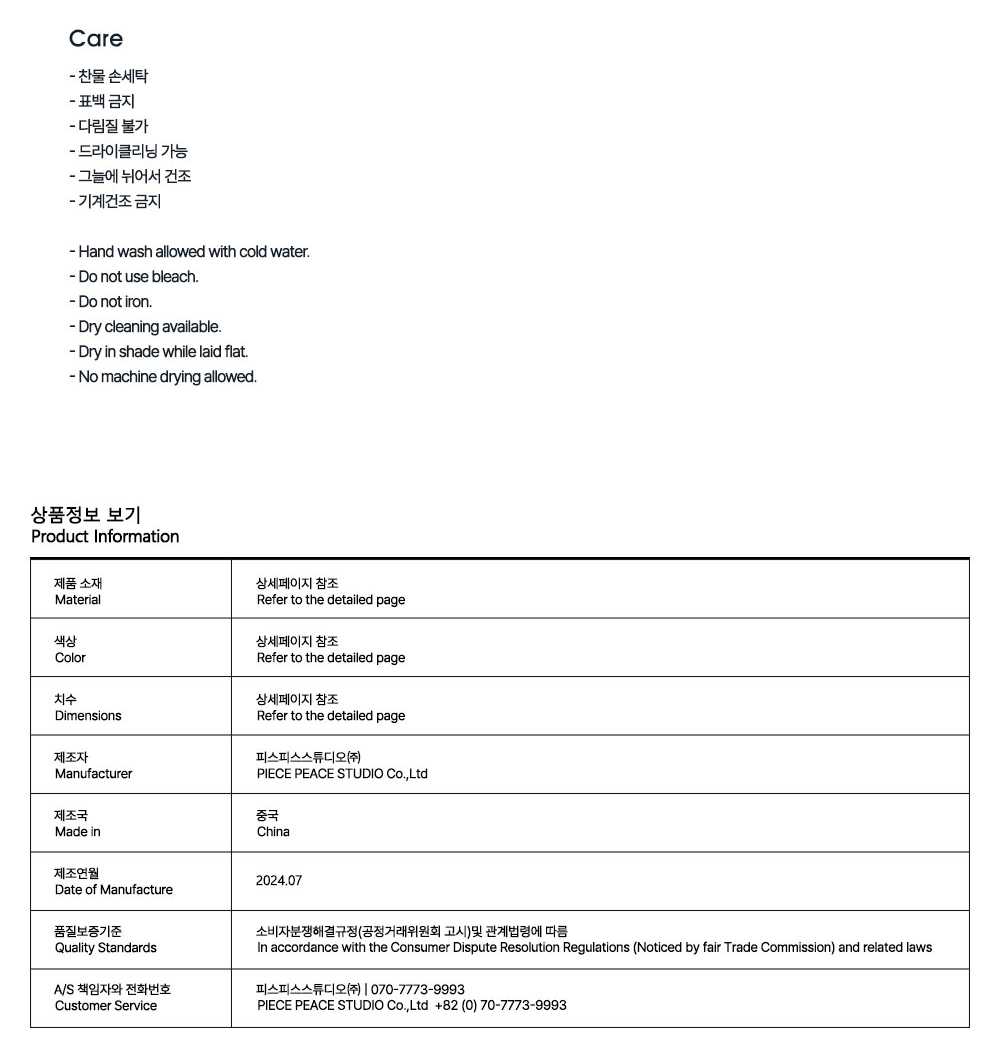 Care
- 찬물 손세탁
- 표백 금지
- 다림질 불가
- 드라이클리닝 가능
- 그늘에 뉘어서 건조
- 기계건조 금지
- Hand wash allowed with cold water.
- Do not use bleach.
- Do not iron.
- Dry cleaning available.
- Dry in shade while laid flat.
- No machine drying allowed.
상품정보 보기
Product Information
제품 소재
Material
상세페이지 참조
Refer to the detailed page
색상
Color
상세페이지 참조
Refer to the detailed page
치수
Dimensions
상세페이지 참조
Refer to the detailed page
제조자
Manufacturer
피스피스스튜디오㈜
PIECE PEACE STUDIO Co.,Ltd
제조국
Made in
중국
China
제조연월
Date of Manufacture
2024.07
품질보증기준
Quality Standards
소비자분쟁해결규정(공정거래위원회 고시)및 관계법령에 따름
In accordance with the Consumer Dispute Resolution Regulations (Noticed by fair Trade Commission) and related laws
A/S 책임자와 전화번호
Customer Service
피스피스스튜디오㈜ | 070-7773-9993
PIECE PEACE STUDIO Co.,Ltd +82 (0) 70-7773-9993